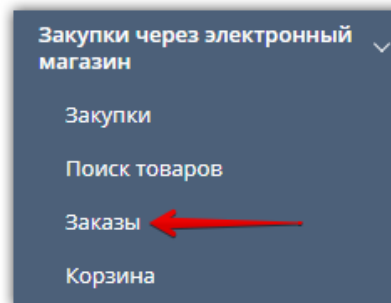 Закупки через электронный
магазин
Закупки
Поиск товаров
Заказы
Корзина